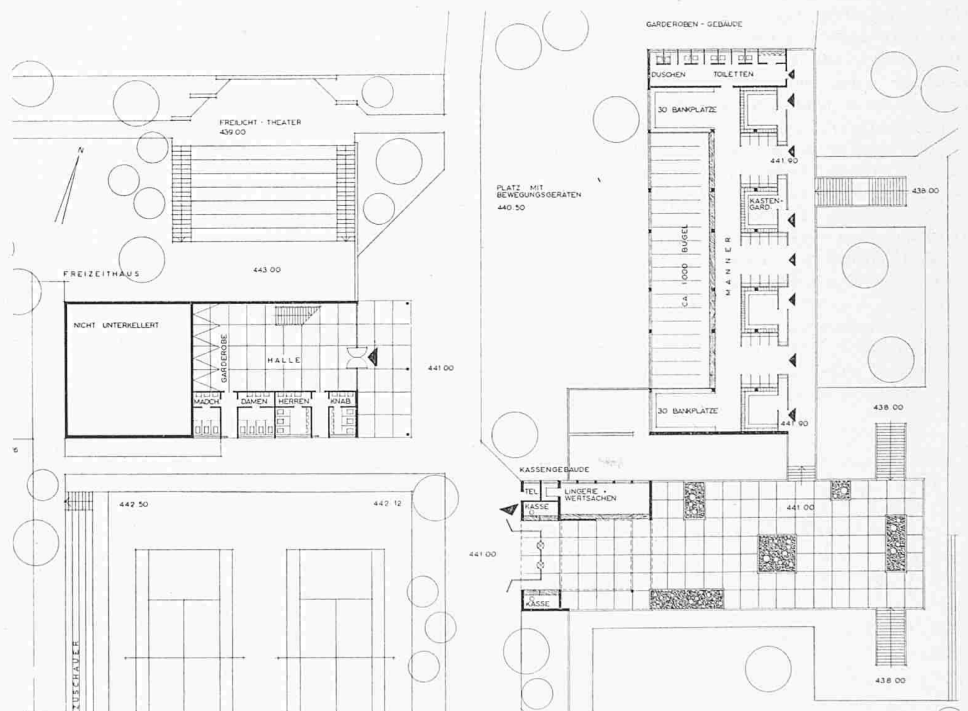 GARDEROBEN-GEBÄUDE
DUSCHEN TOILETTEN
30 BANKPLÄTZE
FREILICHT-THEATER
439.00
N
441.90
PLATZ MIT
BEWEGUNGSGERÄTEN
440.50
438.00
KASTEN-
GARD.
CA. 1000 BÜGEL
MÄNNER
443.00
FREIZEITHAUS
NICHT UNTERKELLERT
GARDEROBE
HALLE
441.00
MÄDCH.
DAMEN
HERREN
KNAB.
30 BANKPLÄTZE
438.00
441.90
KASSENGEBÄUDE
TEL.
LINGERIE +
WERTSACHEN
KASSE
442.50
442.12
441.00
441.00
KASSE
ZUSCHAUER
438.00